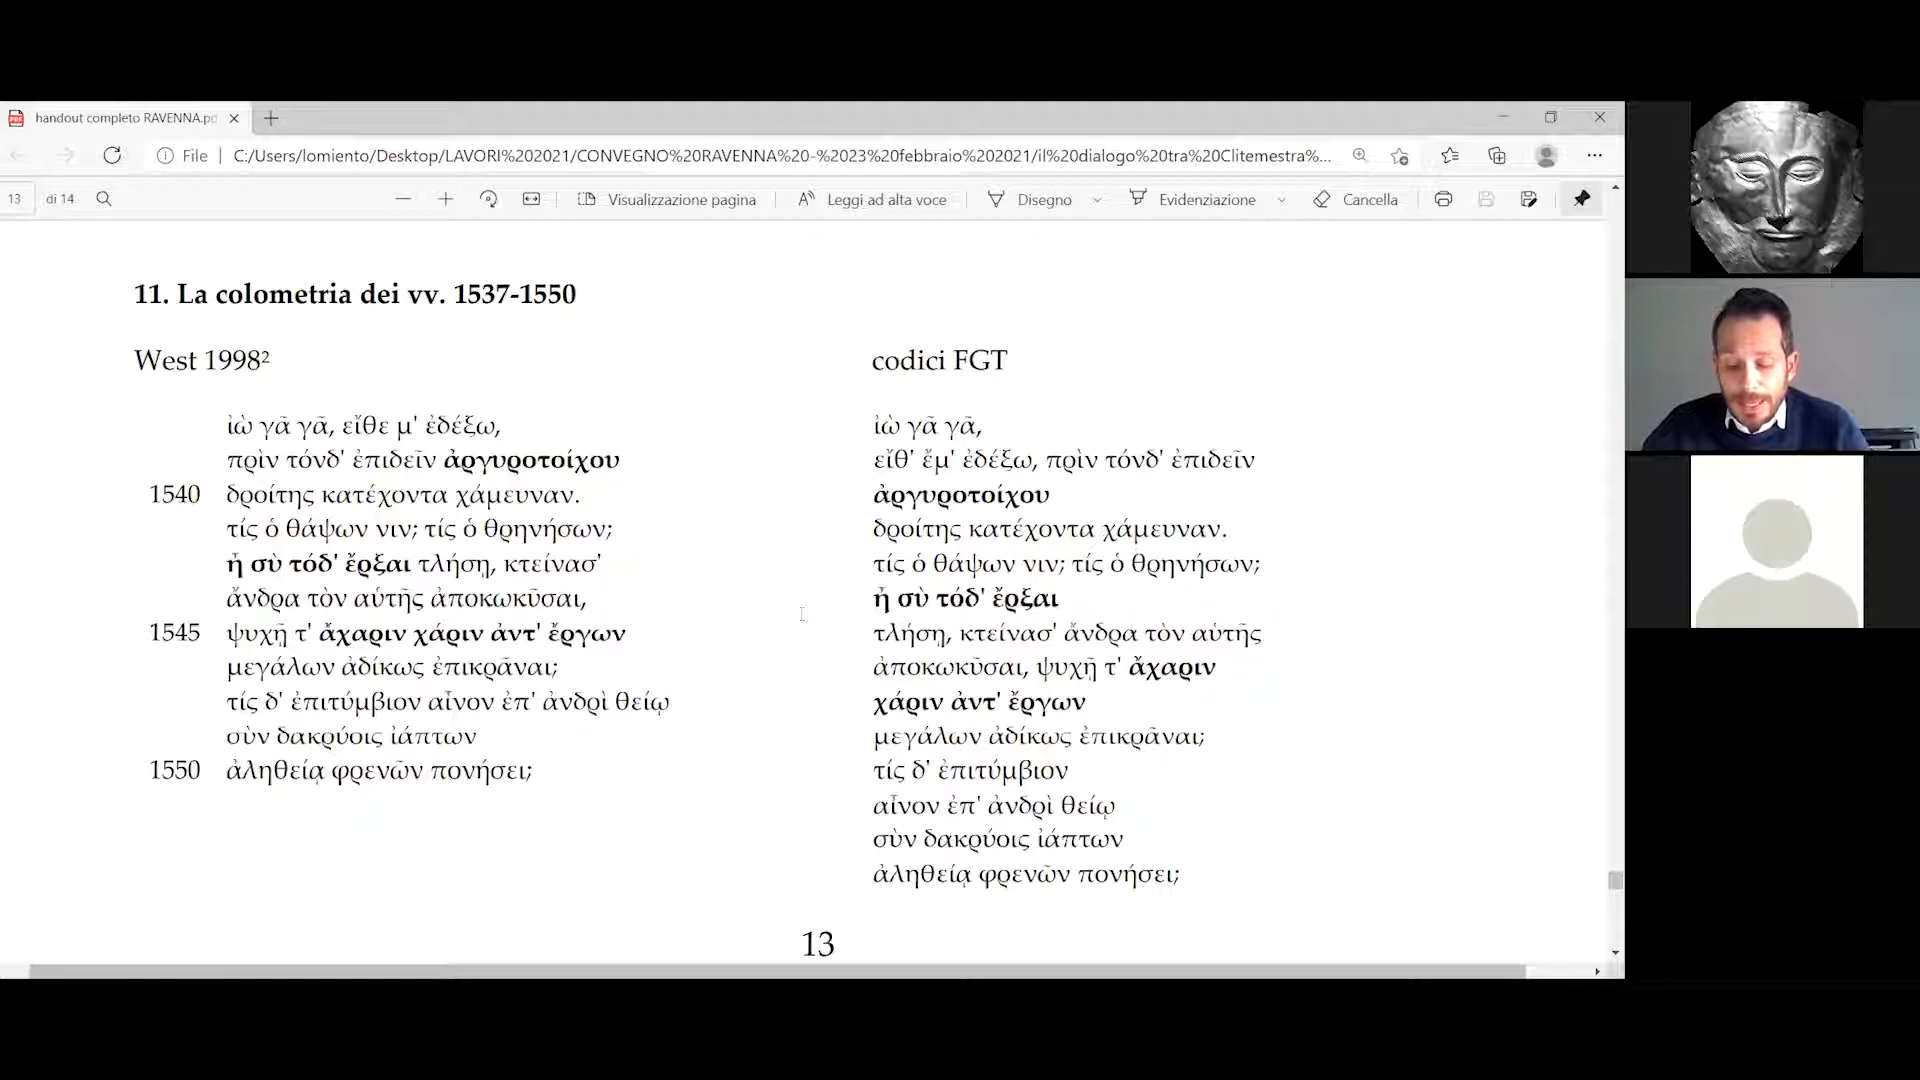 handout completo RAVENNA.pd
File
C:/Users/lomiento/Desktop/LAVORI%202021/CONVEGNO%20RAVENNA%20-%2023%20febbraio%202021/il%20dialogo%20tra%20Clitemestra%...
13 di 14
Visualizzazione pagina
Leggi ad alta voce
Disegno
Evidenziazione
Cancella
11. La colometria dei vv. 1537-1550
West 1998²
ἰὼ γᾶ γᾶ, εἴθε μ' ἐδέξω,
πρὶν τόνδ' ἐπιδεῖν ἀργυροτοίχου
1540 δροίτης κατέχοντα χάμευναν.
τίς ὁ θάψων νιν; τίς ὁ θρηνήσων;
ἦ σὺ τόδ' ἔρξαι τλήσῃ, κτείνασ'
ἄνδρα τὸν αὑτῆς ἀποκωκῦσαι,
1545 ψυχῇ τ' ἄχαριν χάριν ἀντ' ἔργων
μεγάλων ἀδίκως ἐπικρᾶναι;
τίς δ' ἐπιτύμβιον αἶνον ἐπ' ἀνδρὶ θείῳ
σὺν δακρύοις ἰάπτων
1550 ἀληθείᾳ φρενῶν πονήσει;
codici FGT
ἰὼ γᾶ γᾶ,
εἴθ' ἔμ' ἐδέξω, πρὶν τόνδ' ἐπιδεῖν
ἀργυροτοίχου
δροίτης κατέχοντα χάμευναν.
τίς ὁ θάψων νιν; τίς ὁ θρηνήσων;
ἦ σὺ τόδ' ἔρξαι
τλήσῃ, κτείνασ' ἄνδρα τὸν αὑτῆς
ἀποκωκῦσαι, ψυχῇ τ' ἄχαριν
χάριν ἀντ' ἔργων
μεγάλων ἀδίκως ἐπικρᾶναι;
τίς δ' ἐπιτύμβιον
αἶνον ἐπ' ἀνδρὶ θείῳ
σὺν δακρύοις ἰάπτων
ἀληθείᾳ φρενῶν πονήσει;
13